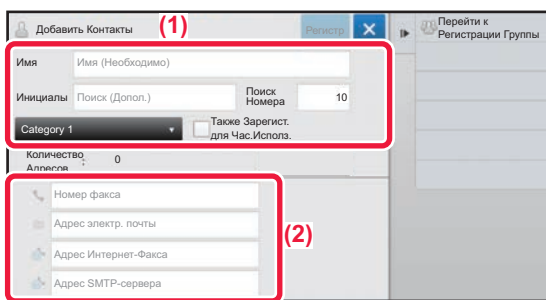 Добавить Контакты
(1)
Регистр.
Перейти к
Регистрации Группы
Имя
Имя (Необходимо)
Инициалы
Поиск (Допол.)
Поиск
Номера
10
Category 1
Также Зарегист.
для Час.Исполз.
Количество
Адресов
:
0
Номер факса
Адрес электр. почты
(2)
Адрес Интернет-Факса
Адрес SMTP-сервера